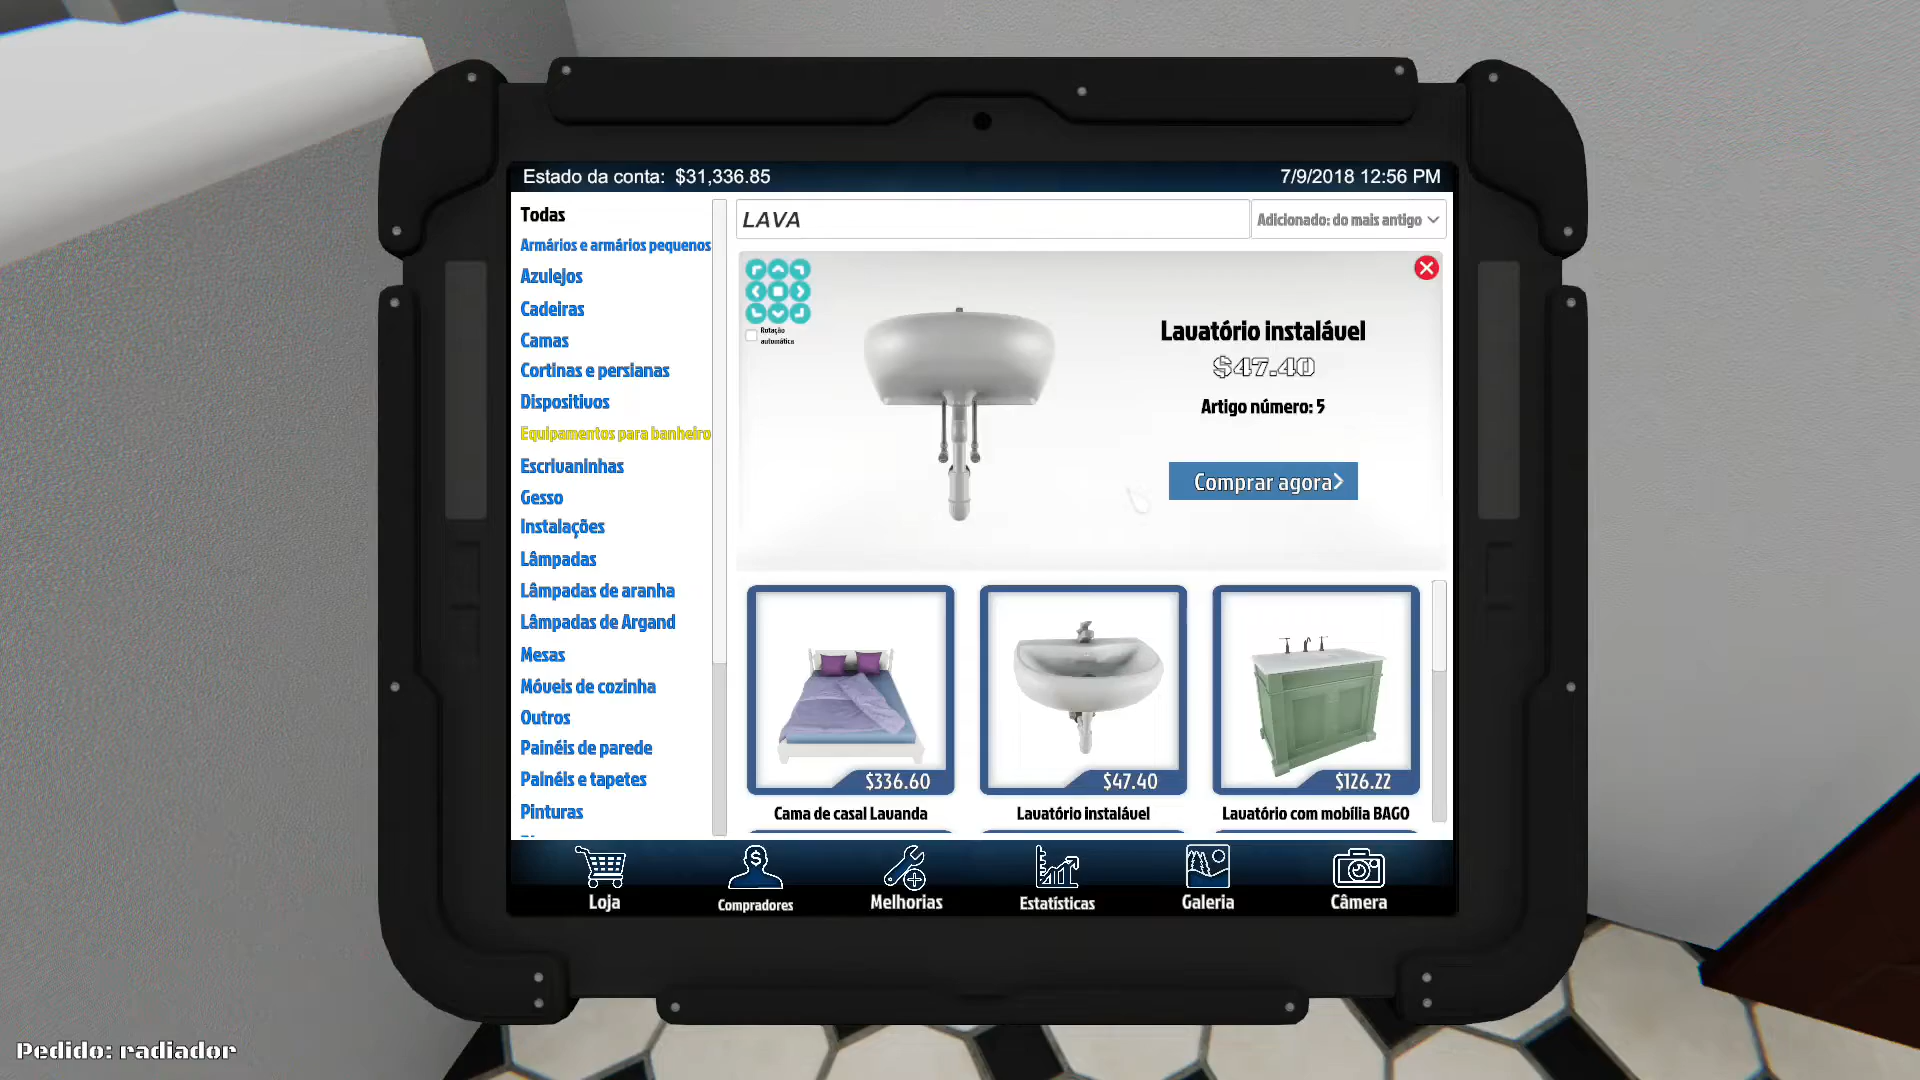 Estado da conta: $31,336.85
7/9/2018 12:56 PM
Todas
Armários e armários pequenos
Azulejos
Cadeiras
Camas
Cortinas e persianas
Dispositivos
Equipamentos para banheiro
Escrivaninhas
Gesso
Instalações
Lâmpadas
Lâmpadas de aranha
Lâmpadas de Argand
Mesas
Móveis de cozinha
Outros
Painéis de parede
Painéis e tapetes
Pinturas
LAVA
Adicionado: do mais antigo
Rotação
automática
Lavatório instalável
$47.40
Artigo número: 5
Comprar agora
$336.60
$47.40
$126.22
Cama de casal Lavanda
Lavatório instalável
Lavatório com mobília BAGO
Loja
Compradores
Melhorias
Estatísticas
Galeria
Câmera
Pedido: radiador